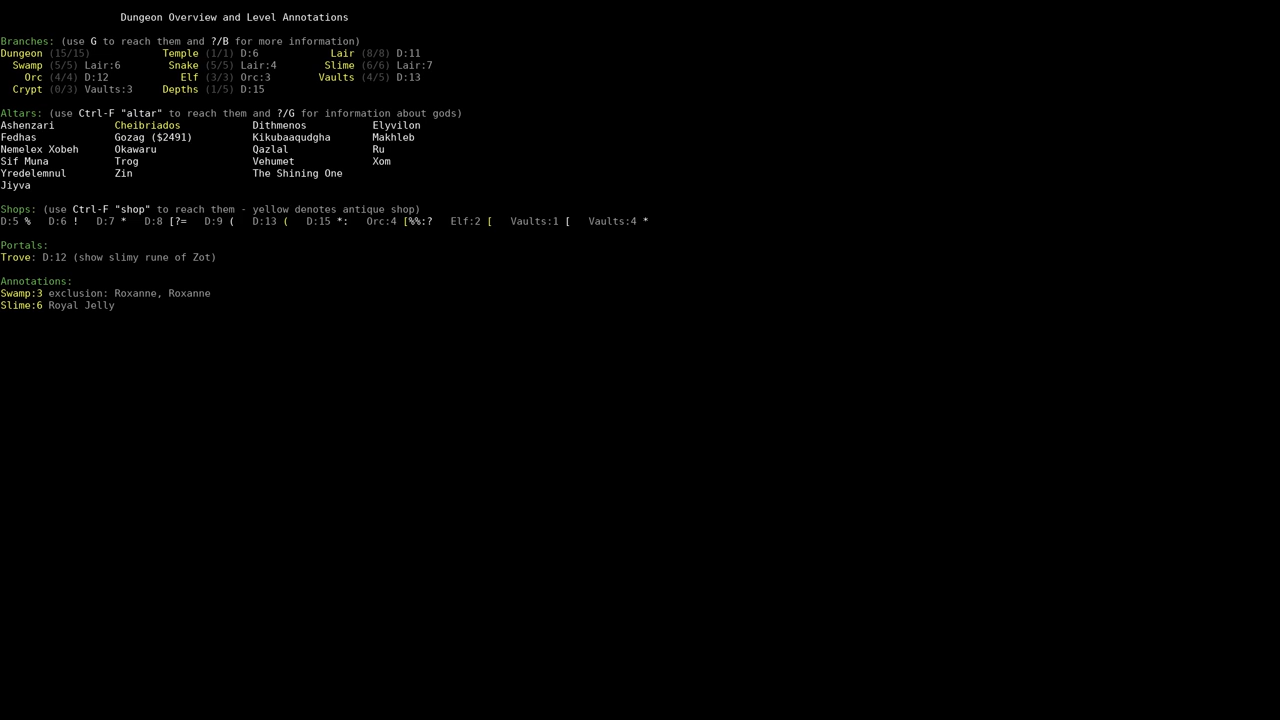 Dungeon Overview and Level Annotations
Branches: (use G to reach them and ?/B for more information)
Dungeon (15/15) Temple (1/1) D:6 Lair (8/8) D:11
Swamp (5/5) Lair:6 Snake (5/5) Lair:4 Slime (6/6) Lair:7
Orc (4/4) D:12 Elf (3/3) Orc:3 Vaults (4/5) D:13
Crypt (0/3) Vaults:3 Depths (1/5) D:15
Altars: (use Ctrl-F "altar" to reach them and ?/G for information about gods)
Ashenzari Cheibriados Dithmenos Elyvilon
Fedhas Gozag ($2491) Kikubaaqudgha Makhleb
Nemelex Xobeh Okawaru Qazlal Ru
Sif Muna Trog Vehumet Xom
Yredelemnul Zin The Shining One
Jiyva
Shops: (use Ctrl-F "shop" to reach them - yellow denotes antique shop)
D:5 % D:6 ! D:7 * D:8 [?= D:9 ( D:13 ( D:15 *: Orc:4 [%%:? Elf:2 [ Vaults:1 [ Vaults:4 *
Portals:
Trove: D:12 (show slimy rune of Zot)
Annotations:
Swamp:3 exclusion: Roxanne, Roxanne
Slime:6 Royal Jelly